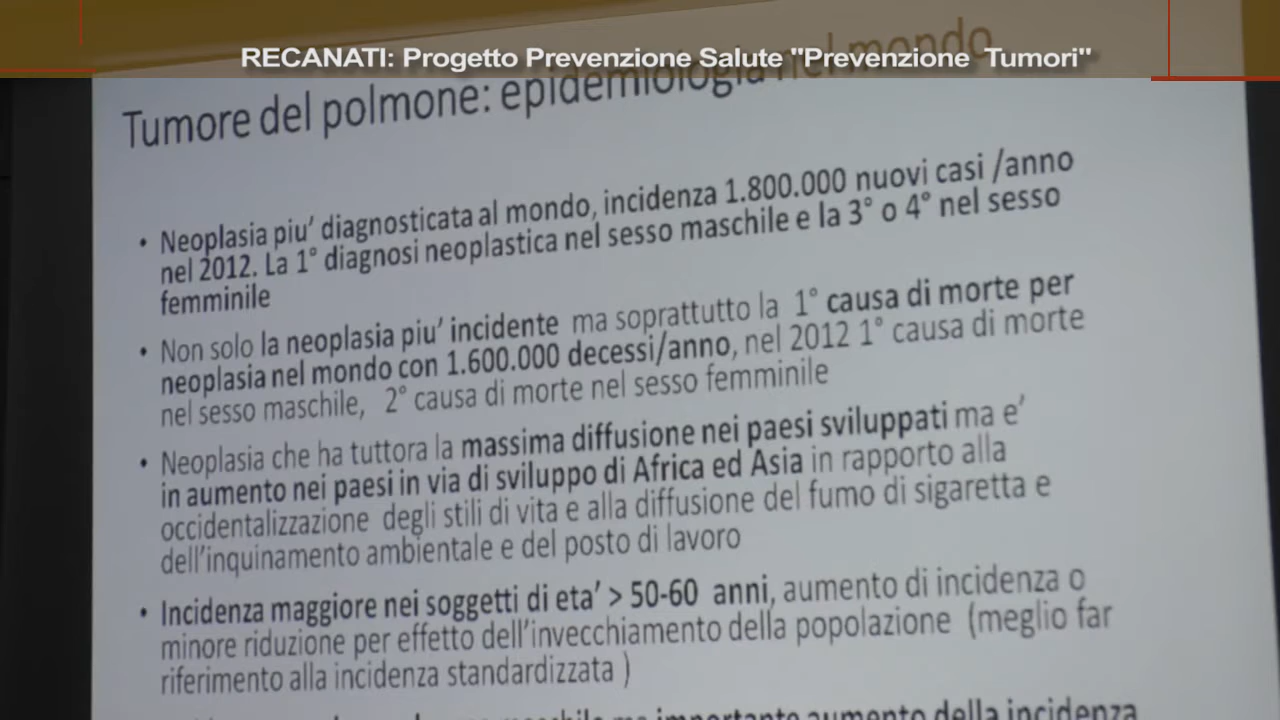 RECANATI: Progetto Prevenzione Salute "Prevenzione Tumori"
Tumore del polmone: epidemiologia nel mondo
• Neoplasia piu' diagnosticata al mondo, incidenza 1.800.000 nuovi casi /anno
nel 2012. La 1° diagnosi neoplastica nel sesso maschile e la 3° o 4° nel sesso
femminile
• Non solo la neoplasia piu' incidente ma soprattutto la 1° causa di morte per
neoplasia nel mondo con 1.600.000 decessi/anno, nel 2012 1° causa di morte
nel sesso maschile, 2° causa di morte nel sesso femminile
• Neoplasia che ha tuttora la massima diffusione nei paesi sviluppati ma e'
in aumento nei paesi in via di sviluppo di Africa ed Asia in rapporto alla
occidentalizzazione degli stili di vita e alla diffusione del fumo di sigaretta e
dell'inquinamento ambientale e del posto di lavoro
• Incidenza maggiore nei soggetti di eta' > 50-60 anni, aumento di incidenza o
minore riduzione per effetto dell'invecchiamento della popolazione (meglio far
riferimento alla incidenza standardizzata )
importante aumento della incidenza